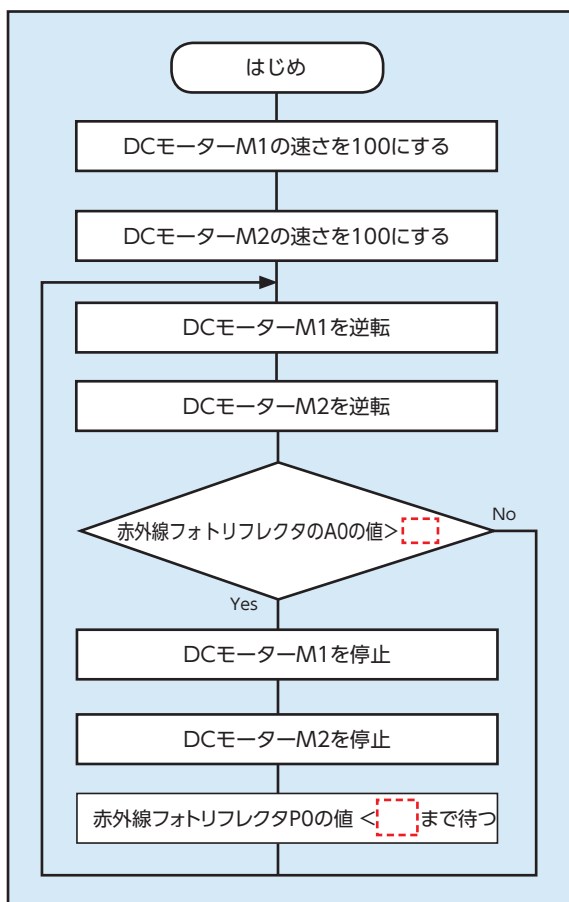 はじめ
DCモーターM1の速さを100にする
DCモーターM2の速さを100にする
DCモーターM1を逆転
DCモーターM2を逆転
赤外線フォトリフレクタのA0の値>
No
Yes
DCモーターM1を停止
DCモーターM2を停止
赤外線フォトリフレクタP0の値 < まで待つ